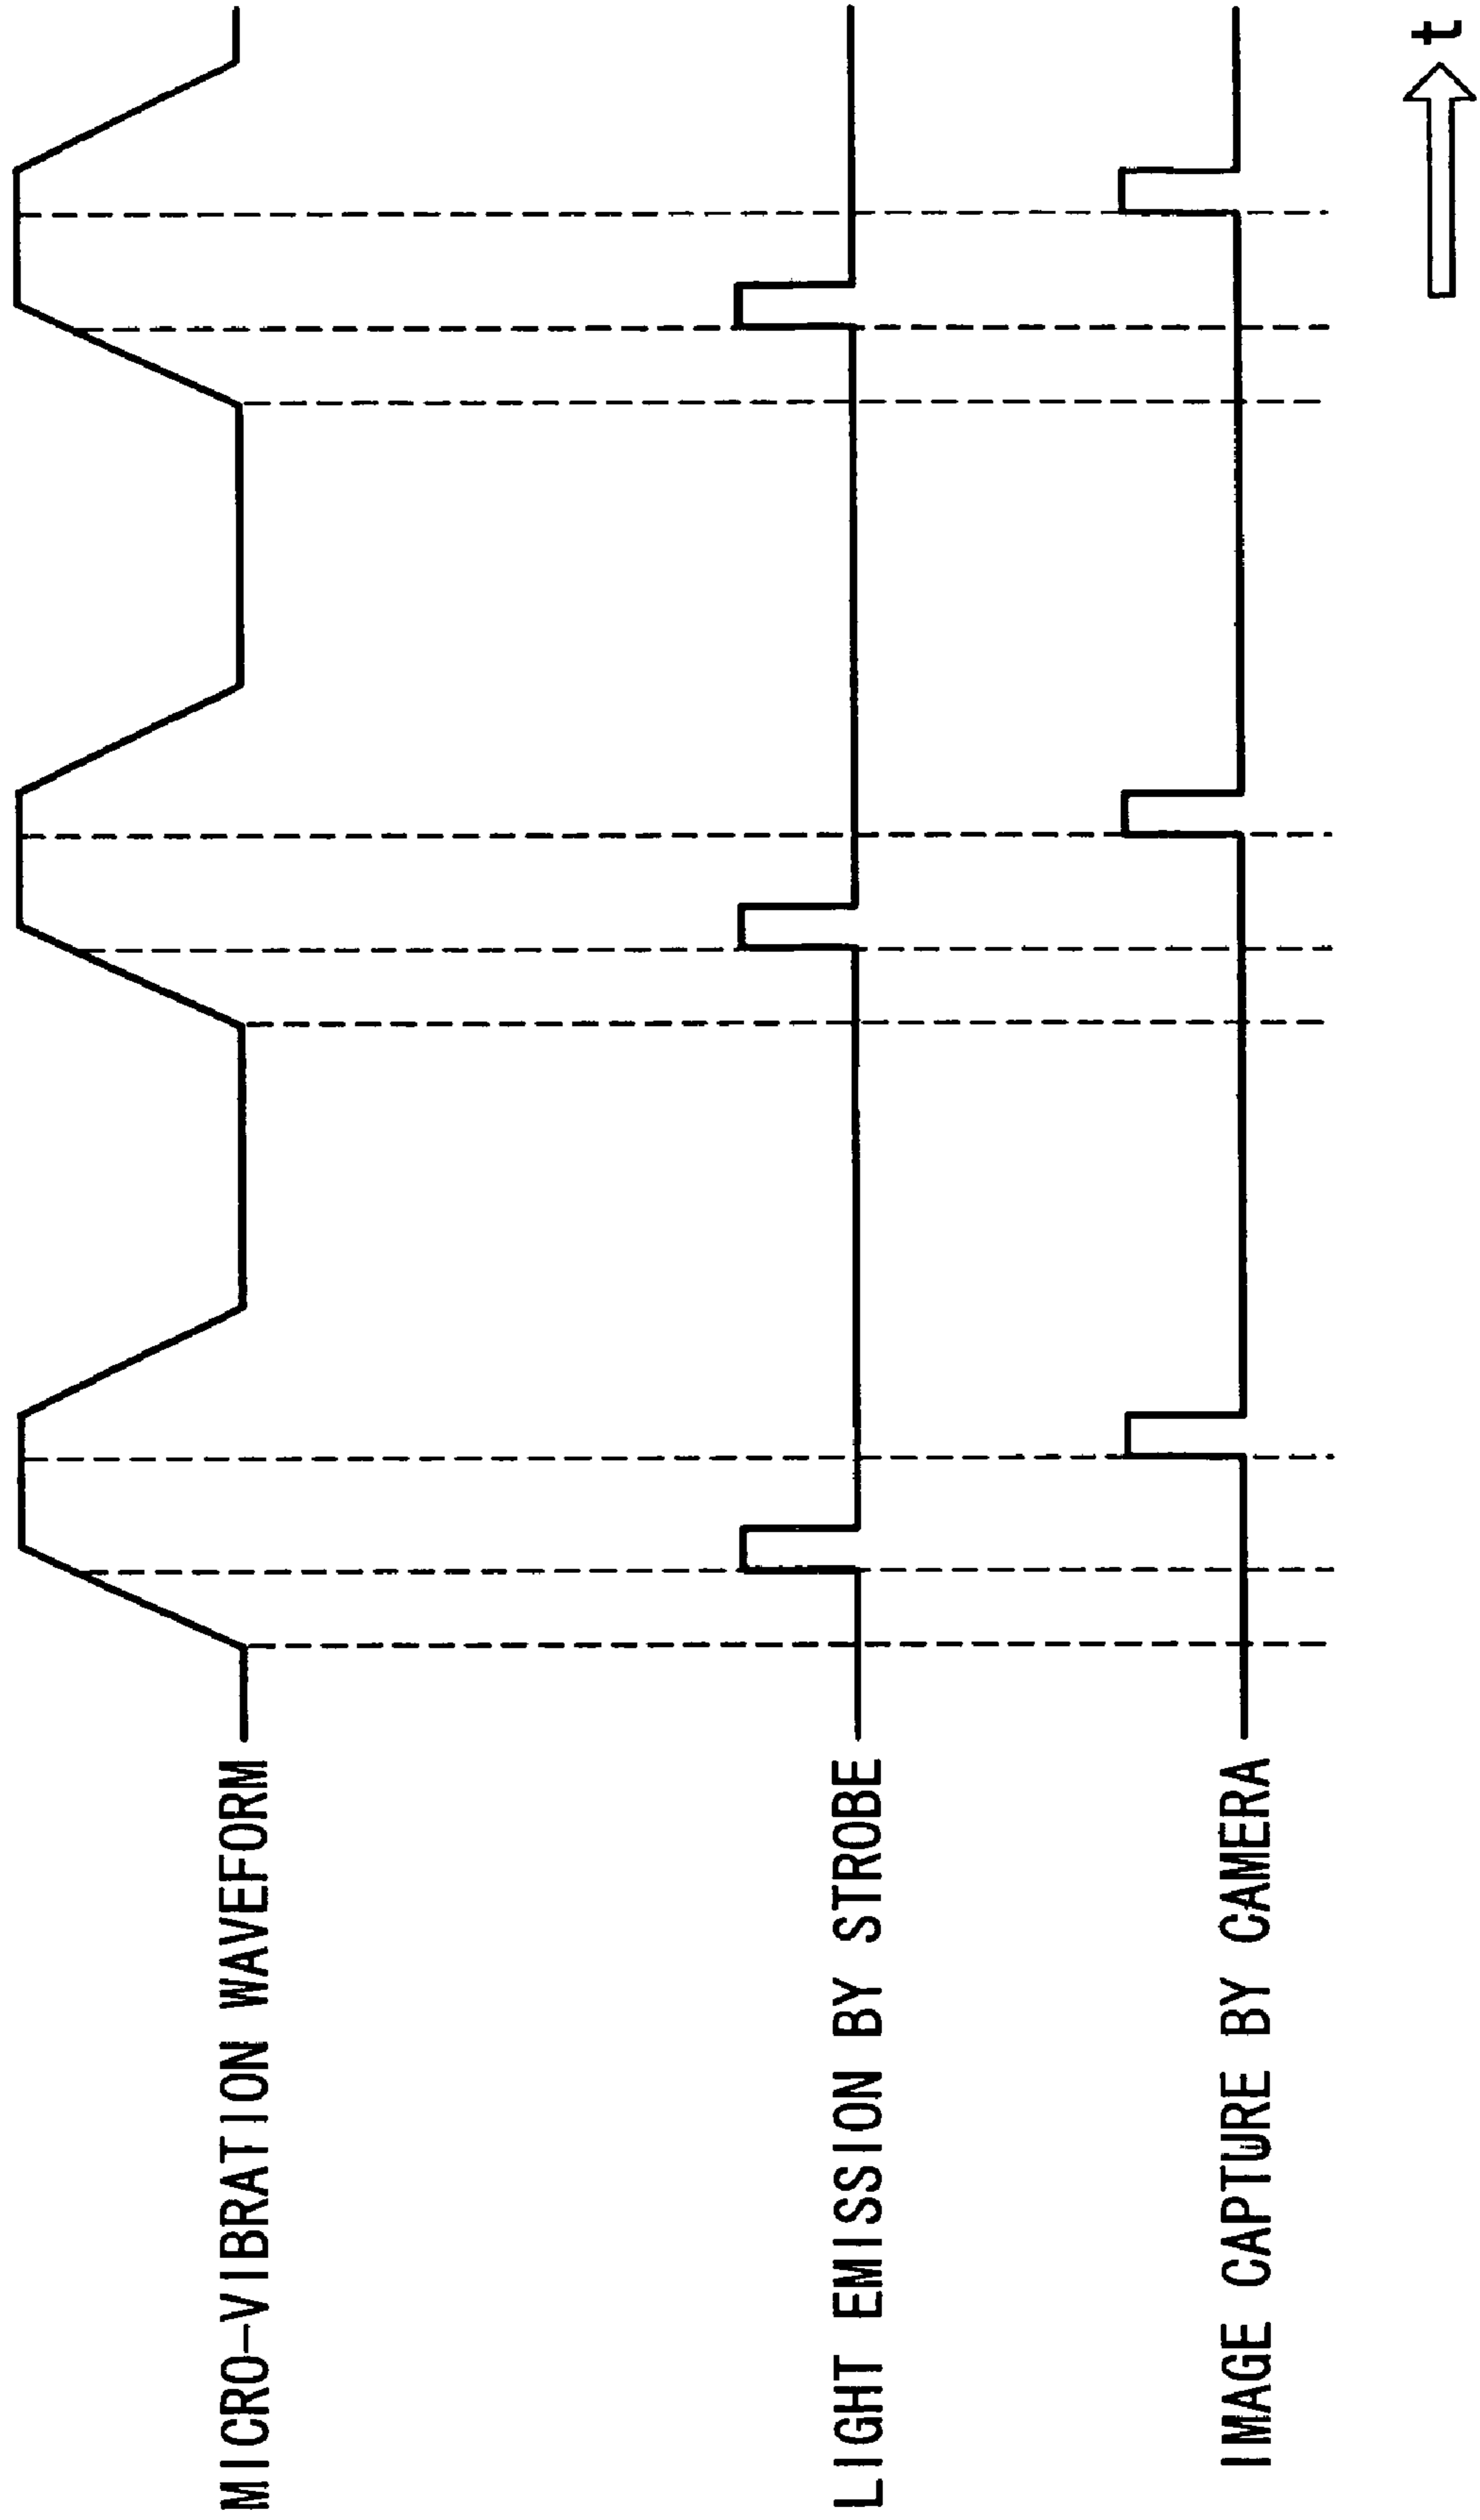 MICRO-VIBRATION WAVEFORM
LIGHT EMISSION BY STROBE
IMAGE CAPTURE BY CAMERA
t